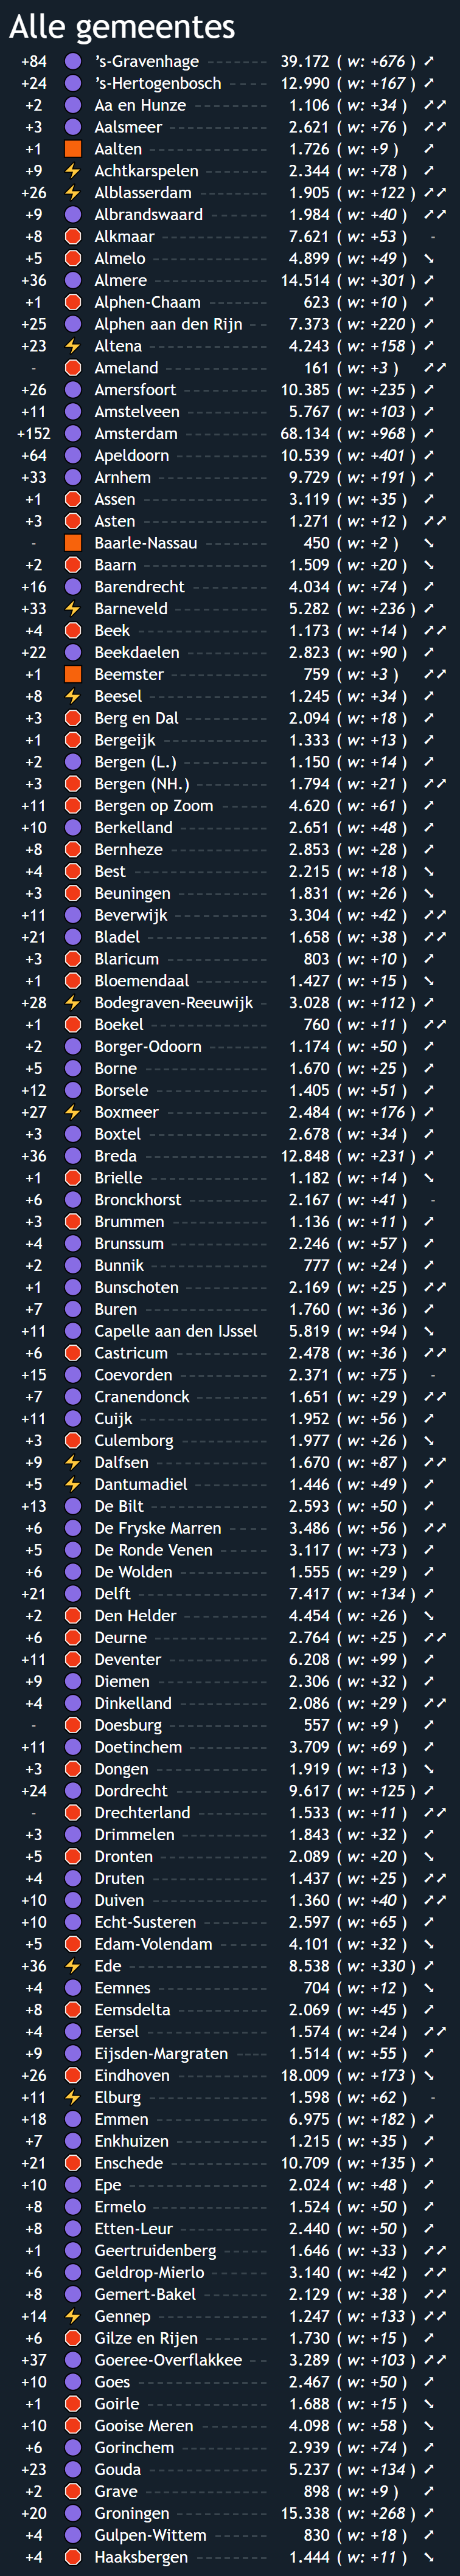 Alle gemeentes
+84 's-Gravenhage 39.172 ( w: +676 )
+24 's-Hertogenbosch 12.990 ( w: +167 )
+2 Aa en Hunze 1.106 ( w: +34 )
+3 Aalsmeer 2.621 ( w: +76 )
+1 Aalten 1.726 ( w: +9 )
+9 Achtkarspelen 2.344 ( w: +78 )
+26 Alblasserdam 1.905 ( w: +122 )
+9 Albrandswaard 1.984 ( w: +40 )
+8 Alkmaar 7.621 ( w: +53 ) -
+5 Almelo 4.899 ( w: +49 )
+36 Almere 14.514 ( w: +301 )
+1 Alphen-Chaam 623 ( w: +10 )
+25 Alphen aan den Rijn 7.373 ( w: +220 )
+23 Altena 4.243 ( w: +158 )
- Ameland 161 ( w: +3 )
+26 Amersfoort 10.385 ( w: +235 )
+11 Amstelveen 5.767 ( w: +103 )
+152 Amsterdam 68.134 ( w: +968 )
+64 Apeldoorn 10.539 ( w: +401 )
+33 Arnhem 9.729 ( w: +191 )
+1 Assen 3.119 ( w: +35 )
+3 Asten 1.271 ( w: +12 )
- Baarle-Nassau 450 ( w: +2 )
+2 Baarn 1.509 ( w: +20 )
+16 Barendrecht 4.034 ( w: +74 )
+33 Barneveld 5.282 ( w: +236 )
+4 Beek 1.173 ( w: +14 )
+22 Beekdaelen 2.823 ( w: +90 )
+1 Beemster 759 ( w: +3 )
+8 Beesel 1.245 ( w: +34 )
+3 Berg en Dal 2.094 ( w: +18 )
+1 Bergeijk 1.333 ( w: +13 )
+2 Bergen (L.) 1.150 ( w: +14 )
+3 Bergen (NH.) 1.794 ( w: +21 )
+11 Bergen op Zoom 4.620 ( w: +61 )
+10 Berkelland 2.651 ( w: +48 )
+8 Bernheze 2.853 ( w: +28 )
+4 Best 2.215 ( w: +18 )
+3 Beuningen 1.831 ( w: +26 )
+11 Beverwijk 3.304 ( w: +42 )
+21 Bladel 1.658 ( w: +38 )
+3 Blaricum 803 ( w: +10 )
+1 Bloemendaal 1.427 ( w: +15 )
+28 Bodegraven-Reeuwijk 3.028 ( w: +112 )
+1 Boekel 760 ( w: +11 )
+2 Borger-Odoorn 1.174 ( w: +50 )
+5 Borne 1.670 ( w: +25 )
+12 Borsele 1.405 ( w: +51 )
+27 Boxmeer 2.484 ( w: +176 )
+3 Boxtel 2.678 ( w: +34 )
+36 Breda 12.848 ( w: +231 )
+1 Brielle 1.182 ( w: +14 )
+6 Bronckhorst 2.167 ( w: +41 ) -
+3 Brummen 1.136 ( w: +11 )
+4 Brunssum 2.246 ( w: +57 )
+2 Bunnik 777 ( w: +24 )
+1 Bunschoten 2.169 ( w: +25 )
+7 Buren 1.760 ( w: +36 )
+11 Capelle aan den IJssel 5.819 ( w: +94 )
+6 Castricum 2.478 ( w: +36 )
+15 Coevorden 2.371 ( w: +75 ) -
+7 Cranendonck 1.651 ( w: +29 )
+11 Cuijk 1.952 ( w: +56 )
+3 Culemborg 1.977 ( w: +26 )
+9 Dalfsen 1.670 ( w: +87 )
+5 Dantumadiel 1.446 ( w: +49 )
+13 De Bilt 2.593 ( w: +50 )
+6 De Fryske Marren 3.486 ( w: +56 )
+5 De Ronde Venen 3.117 ( w: +73 )
+6 De Wolden 1.555 ( w: +29 )
+21 Delft 7.417 ( w: +134 )
+2 Den Helder 4.454 ( w: +26 )
+6 Deurne 2.764 ( w: +25 )
+11 Deventer 6.208 ( w: +99 )
+9 Diemen 2.306 ( w: +32 )
+4 Dinkelland 2.086 ( w: +29 )
- Doesburg 557 ( w: +9 )
+11 Doetinchem 3.709 ( w: +69 )
+3 Dongen 1.919 ( w: +13 )
+24 Dordrecht 9.617 ( w: +125 )
- Drechterland 1.533 ( w: +11 )
+3 Drimmelen 1.843 ( w: +32 )
+5 Dronten 2.089 ( w: +20 )
+4 Druten 1.437 ( w: +25 )
+10 Duiven 1.360 ( w: +40 )
+10 Echt-Susteren 2.597 ( w: +65 )
+5 Edam-Volendam 4.101 ( w: +32 )
+36 Ede 8.538 ( w: +330 )
+4 Eemnes 704 ( w: +12 )
+8 Eemsdelta 2.069 ( w: +45 )
+4 Eersel 1.574 ( w: +24 )
+9 Eijsden-Margraten 1.514 ( w: +55 )
+26 Eindhoven 18.009 ( w: +173 )
+11 Elburg 1.598 ( w: +62 ) -
+18 Emmen 6.975 ( w: +182 )
+7 Enkhuizen 1.215 ( w: +35 )
+21 Enschede 10.709 ( w: +135 )
+10 Epe 2.024 ( w: +48 )
+8 Ermelo 1.524 ( w: +50 )
+8 Etten-Leur 2.440 ( w: +50 )
+1 Geertruidenberg 1.646 ( w: +33 )
+6 Geldrop-Mierlo 3.140 ( w: +42 )
+8 Gemert-Bakel 2.129 ( w: +38 )
+14 Gennep 1.247 ( w: +133 )
+6 Gilze en Rijen 1.730 ( w: +15 )
+37 Goeree-Overflakkee 3.289 ( w: +103 )
+10 Goes 2.467 ( w: +50 )
+1 Goirle 1.688 ( w: +15 )
+10 Gooise Meren 4.098 ( w: +58 )
+6 Gorinchem 2.939 ( w: +74 )
+23 Gouda 5.237 ( w: +134 )
+2 Grave 898 ( w: +9 )
+20 Groningen 15.338 ( w: +268 )
+4 Gulpen-Wittem 830 ( w: +18 )
+4 Haaksbergen 1.444 ( w: +11 )